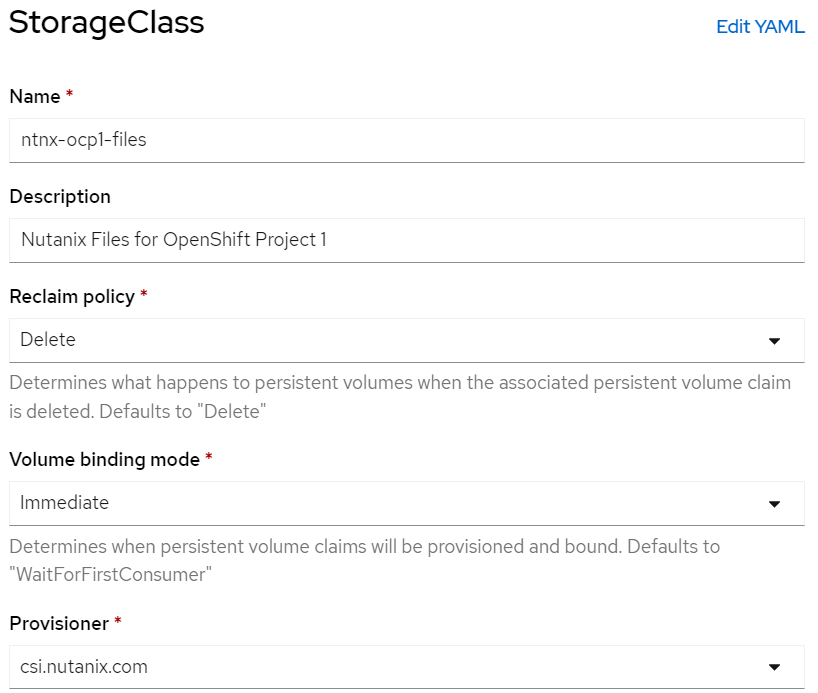 StorageClass
Edit YAML
Name *
ntnx-ocp1-files
Description
Nutanix Files for OpenShift Project 1
Reclaim policy *
Delete
Determines what happens to persistent volumes when the associated persistent volume claim
is deleted. Defaults to "Delete"
Volume binding mode *
Immediate
Determines when persistent volume claims will be provisioned and bound. Defaults to
"WaitForFirstConsumer"
Provisioner *
csi.nutanix.com